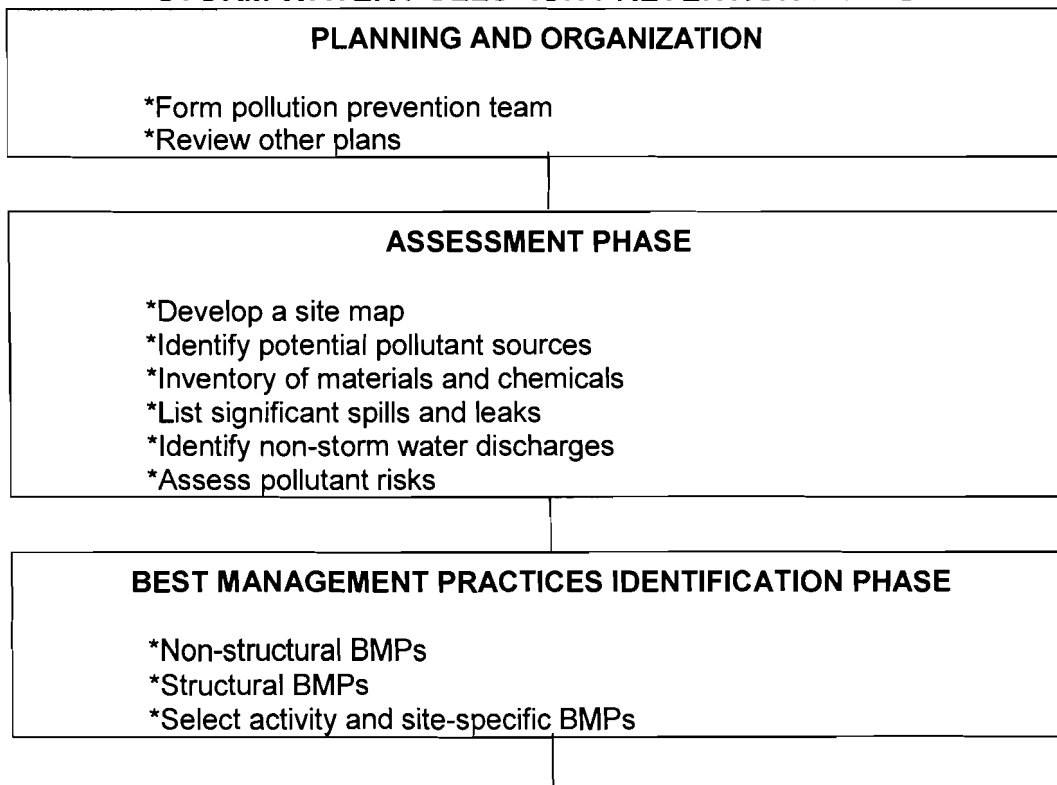 PLANNING AND ORGANIZATION
*Form pollution prevention team
*Review other plans
ASSESSMENT PHASE
*Develop a site map
*Identify potential pollutant sources
*Inventory of materials and chemicals
*List significant spills and leaks
*Identify non-storm water discharges
*Assess pollutant risks
BEST MANAGEMENT PRACTICES IDENTIFICATION PHASE
*Non-structural BMPs
*Structural BMPs
*Select activity and site-specific BMPs